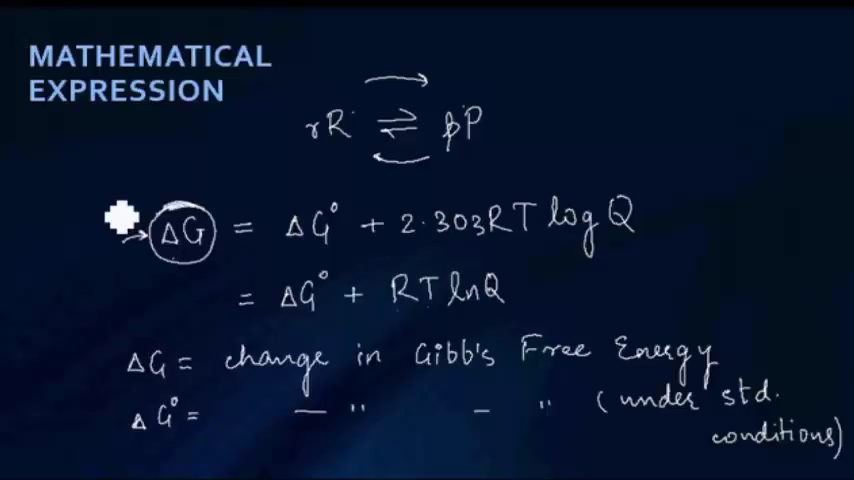 MATHEMATICAL
EXPRESSION
rR ⇌ pP
ΔG = ΔG° + 2.303RT log Q
= ΔG° + RT lnQ
ΔG = change in Gibb's Free Energy
ΔG° = — " — " (under std.
conditions)